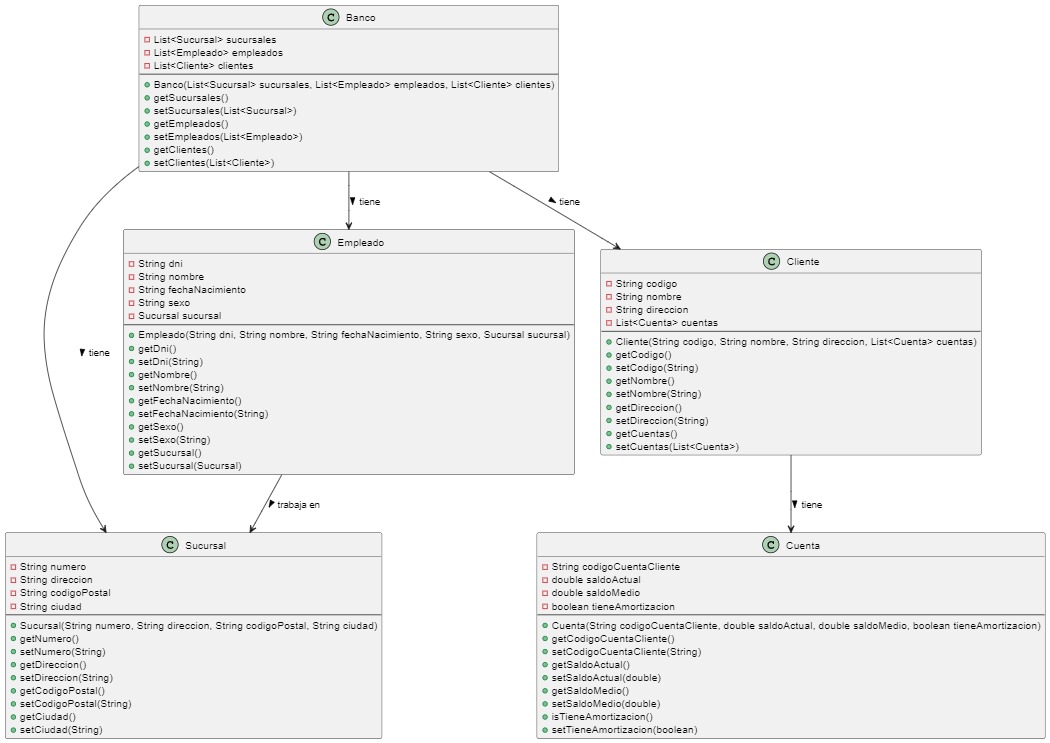 C Banco
List<Sucursal> sucursales
List<Empleado> empleados
List<Cliente> clientes
Banco(List<Sucursal> sucursales, List<Empleado> empleados, List<Cliente> clientes)
getSucursales()
setSucursales(List<Sucursal>)
getEmpleados()
setEmpleados(List<Empleado>)
getClientes()
setClientes(List<Cliente>)
tiene
tiene
tiene
C Empleado
String dni
String nombre
String fechaNacimiento
String sexo
Sucursal sucursal
Empleado(String dni, String nombre, String fechaNacimiento, String sexo, Sucursal sucursal)
getDni()
setDni(String)
getNombre()
setNombre(String)
getFechaNacimiento()
setFechaNacimiento(String)
getSexo()
setSexo(String)
getSucursal()
setSucursal(Sucursal)
C Cliente
String codigo
String nombre
String direccion
List<Cuenta> cuentas
Cliente(String codigo, String nombre, String direccion, List<Cuenta> cuentas)
getCodigo()
setCodigo(String)
getNombre()
setNombre(String)
getDireccion()
setDireccion(String)
getCuentas()
setCuentas(List<Cuenta>)
trabaja en
tiene
C Sucursal
String numero
String direccion
String codigoPostal
String ciudad
Sucursal(String numero, String direccion, String codigoPostal, String ciudad)
getNumero()
setNumero(String)
getDireccion()
setDireccion(String)
getCodigoPostal()
setCodigoPostal(String)
getCiudad()
setCiudad(String)
C Cuenta
String codigoCuentaCliente
double saldoActual
double saldoMedio
boolean tieneAmortizacion
Cuenta(String codigoCuentaCliente, double saldoActual, double saldoMedio, boolean tieneAmortizacion)
getCodigoCuentaCliente()
setCodigoCuentaCliente(String)
getSaldoActual()
setSaldoActual(double)
getSaldoMedio()
setSaldoMedio(double)
isTieneAmortizacion()
setTieneAmortizacion(boolean)